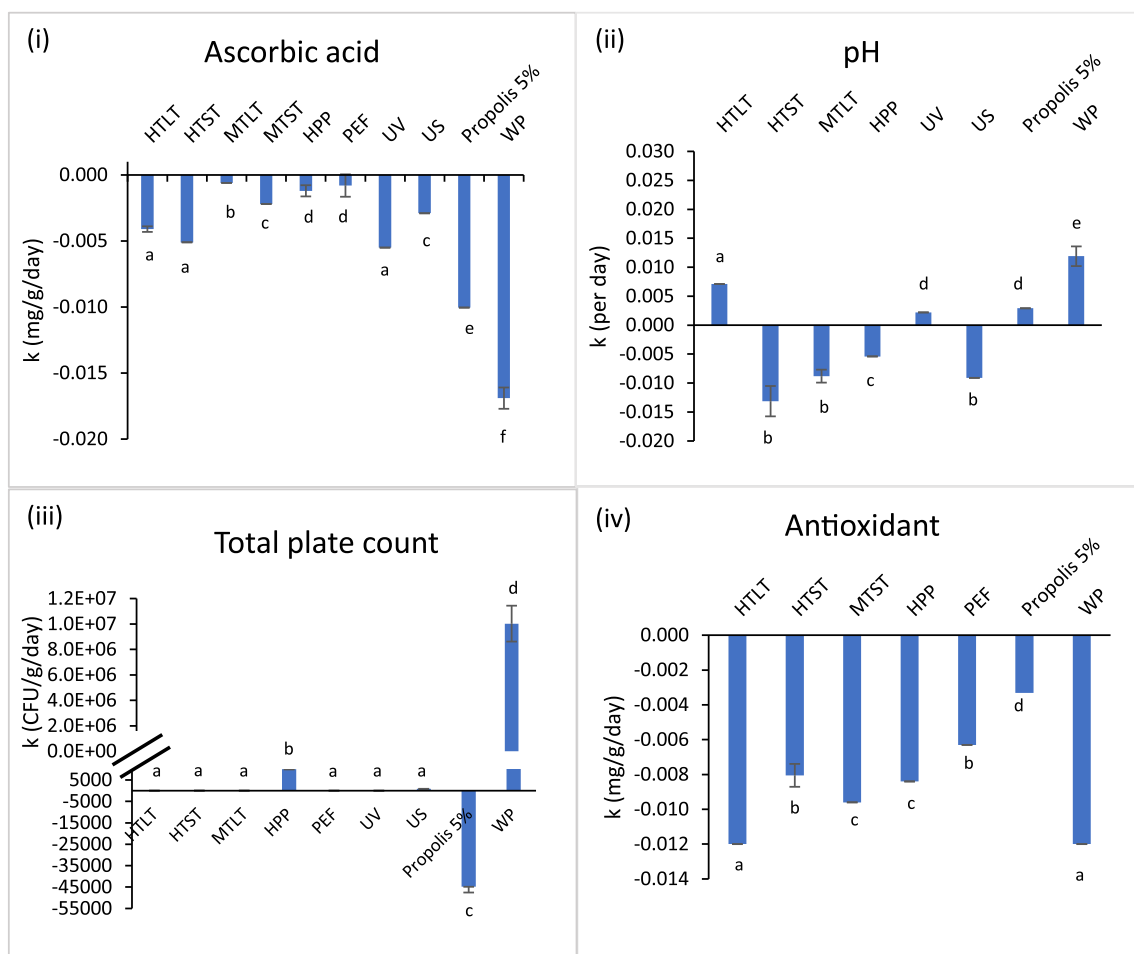 (i)
Ascorbic acid
HTLT HTST MTLT MTST HPP PEF UV US Propolis 5% WP
0.000
-0.005
-0.010
-0.015
-0.020
k (mg/g/day)
a a b c d d a c e f
(ii)
pH
HTLT HTST MTLT HPP UV US Propolis 5% WP
0.030
0.025
0.020
0.015
0.010
0.005
0.000
-0.005
-0.010
-0.015
-0.020
k (per day)
a b b c d b d e
(iii)
Total plate count
1.2E+07
1.0E+07
8.0E+06
6.0E+06
4.0E+06
2.0E+06
0.0E+00
5000
-5000
-15000
-25000
-35000
-45000
-55000
k (CFU/g/day)
a a a b a a a c d
HTLT HTST MTLT HPP PEF UV US Propolis 5% WP
(iv)
Antioxidant
HTLT HTST MTST HPP PEF Propolis 5% WP
0.000
-0.002
-0.004
-0.006
-0.008
-0.010
-0.012
-0.014
k (mg/g/day)
a b c c b d a